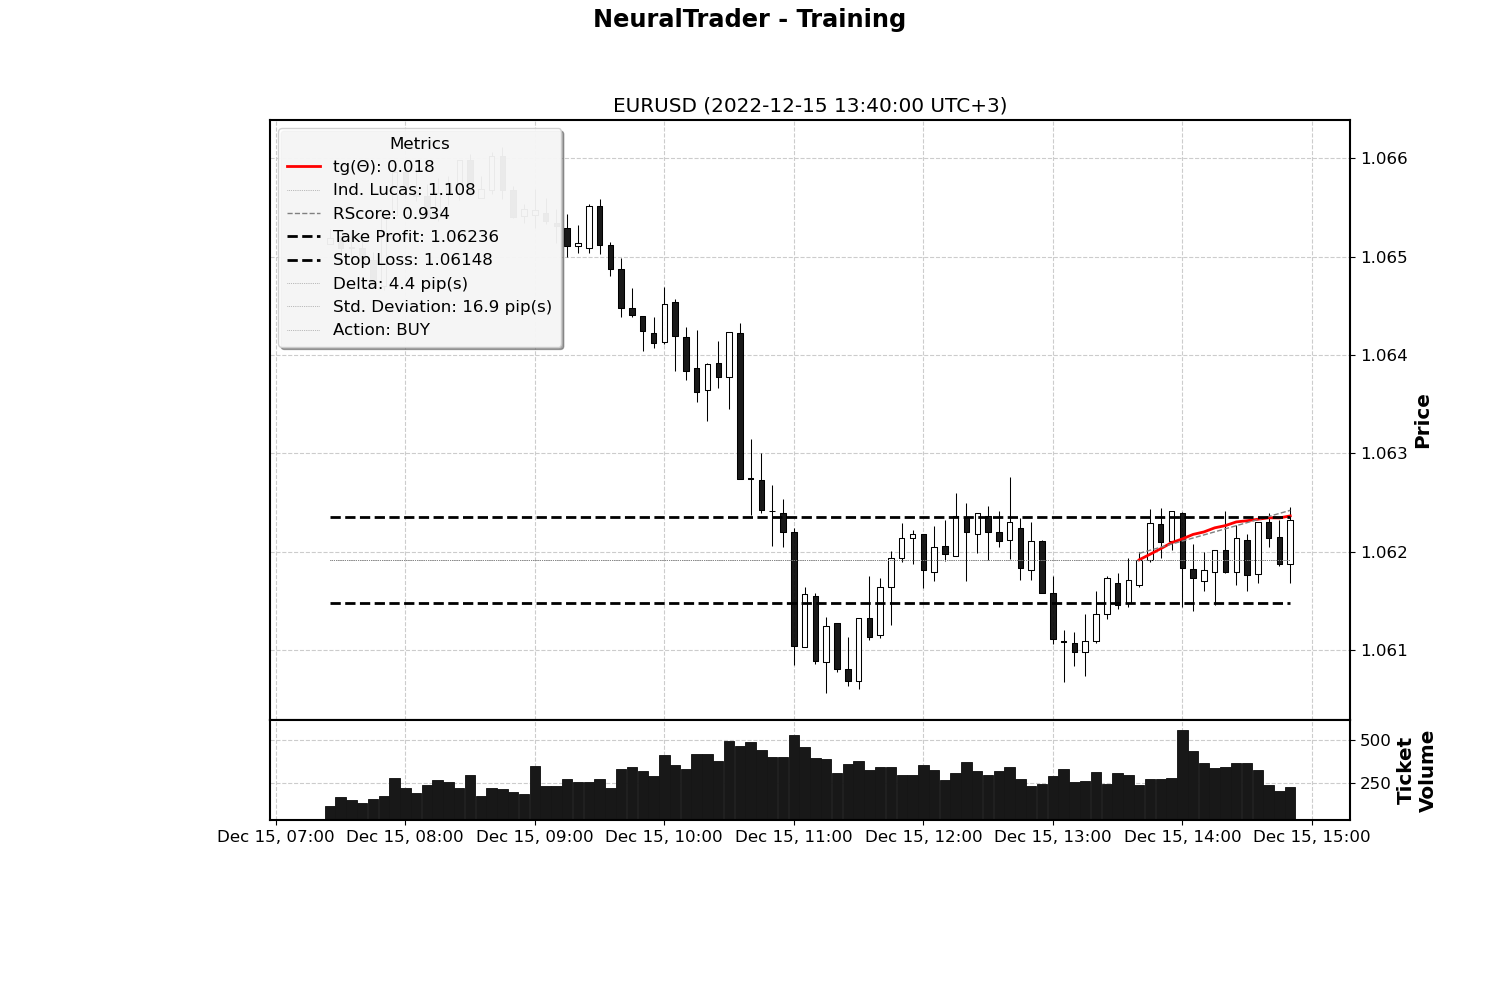 NeuralTrader - Training
EURUSD (2022-12-15 13:40:00 UTC+3)
Metrics
tg(Θ): 0.018
Ind. Lucas: 1.108
RScore: 0.934
Take Profit: 1.06236
Stop Loss: 1.06148
Delta: 4.4 pip(s)
Std. Deviation: 16.9 pip(s)
Action: BUY
1.066
1.065
1.064
1.063
1.062
1.061
Price
500
250
Ticket
Volume
Dec 15, 07:00
Dec 15, 08:00
Dec 15, 09:00
Dec 15, 10:00
Dec 15, 11:00
Dec 15, 12:00
Dec 15, 13:00
Dec 15, 14:00
Dec 15, 15:00